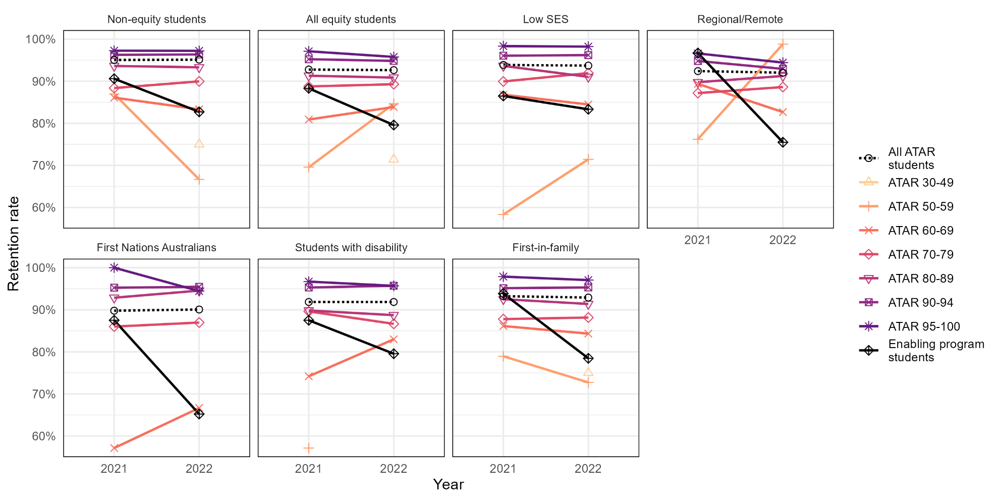 Non-equity students
All equity students
Low SES
Regional/Remote
100%
90%
80%
70%
60%
2021
2022
First Nations Australians
Students with disability
First-in-family
100%
90%
80%
70%
60%
2021
2022
2021
2022
2021
2022
Retention rate
Year
All ATAR
students
ATAR 30-49
ATAR 50-59
ATAR 60-69
ATAR 70-79
ATAR 80-89
ATAR 90-94
ATAR 95-100
Enabling program
students